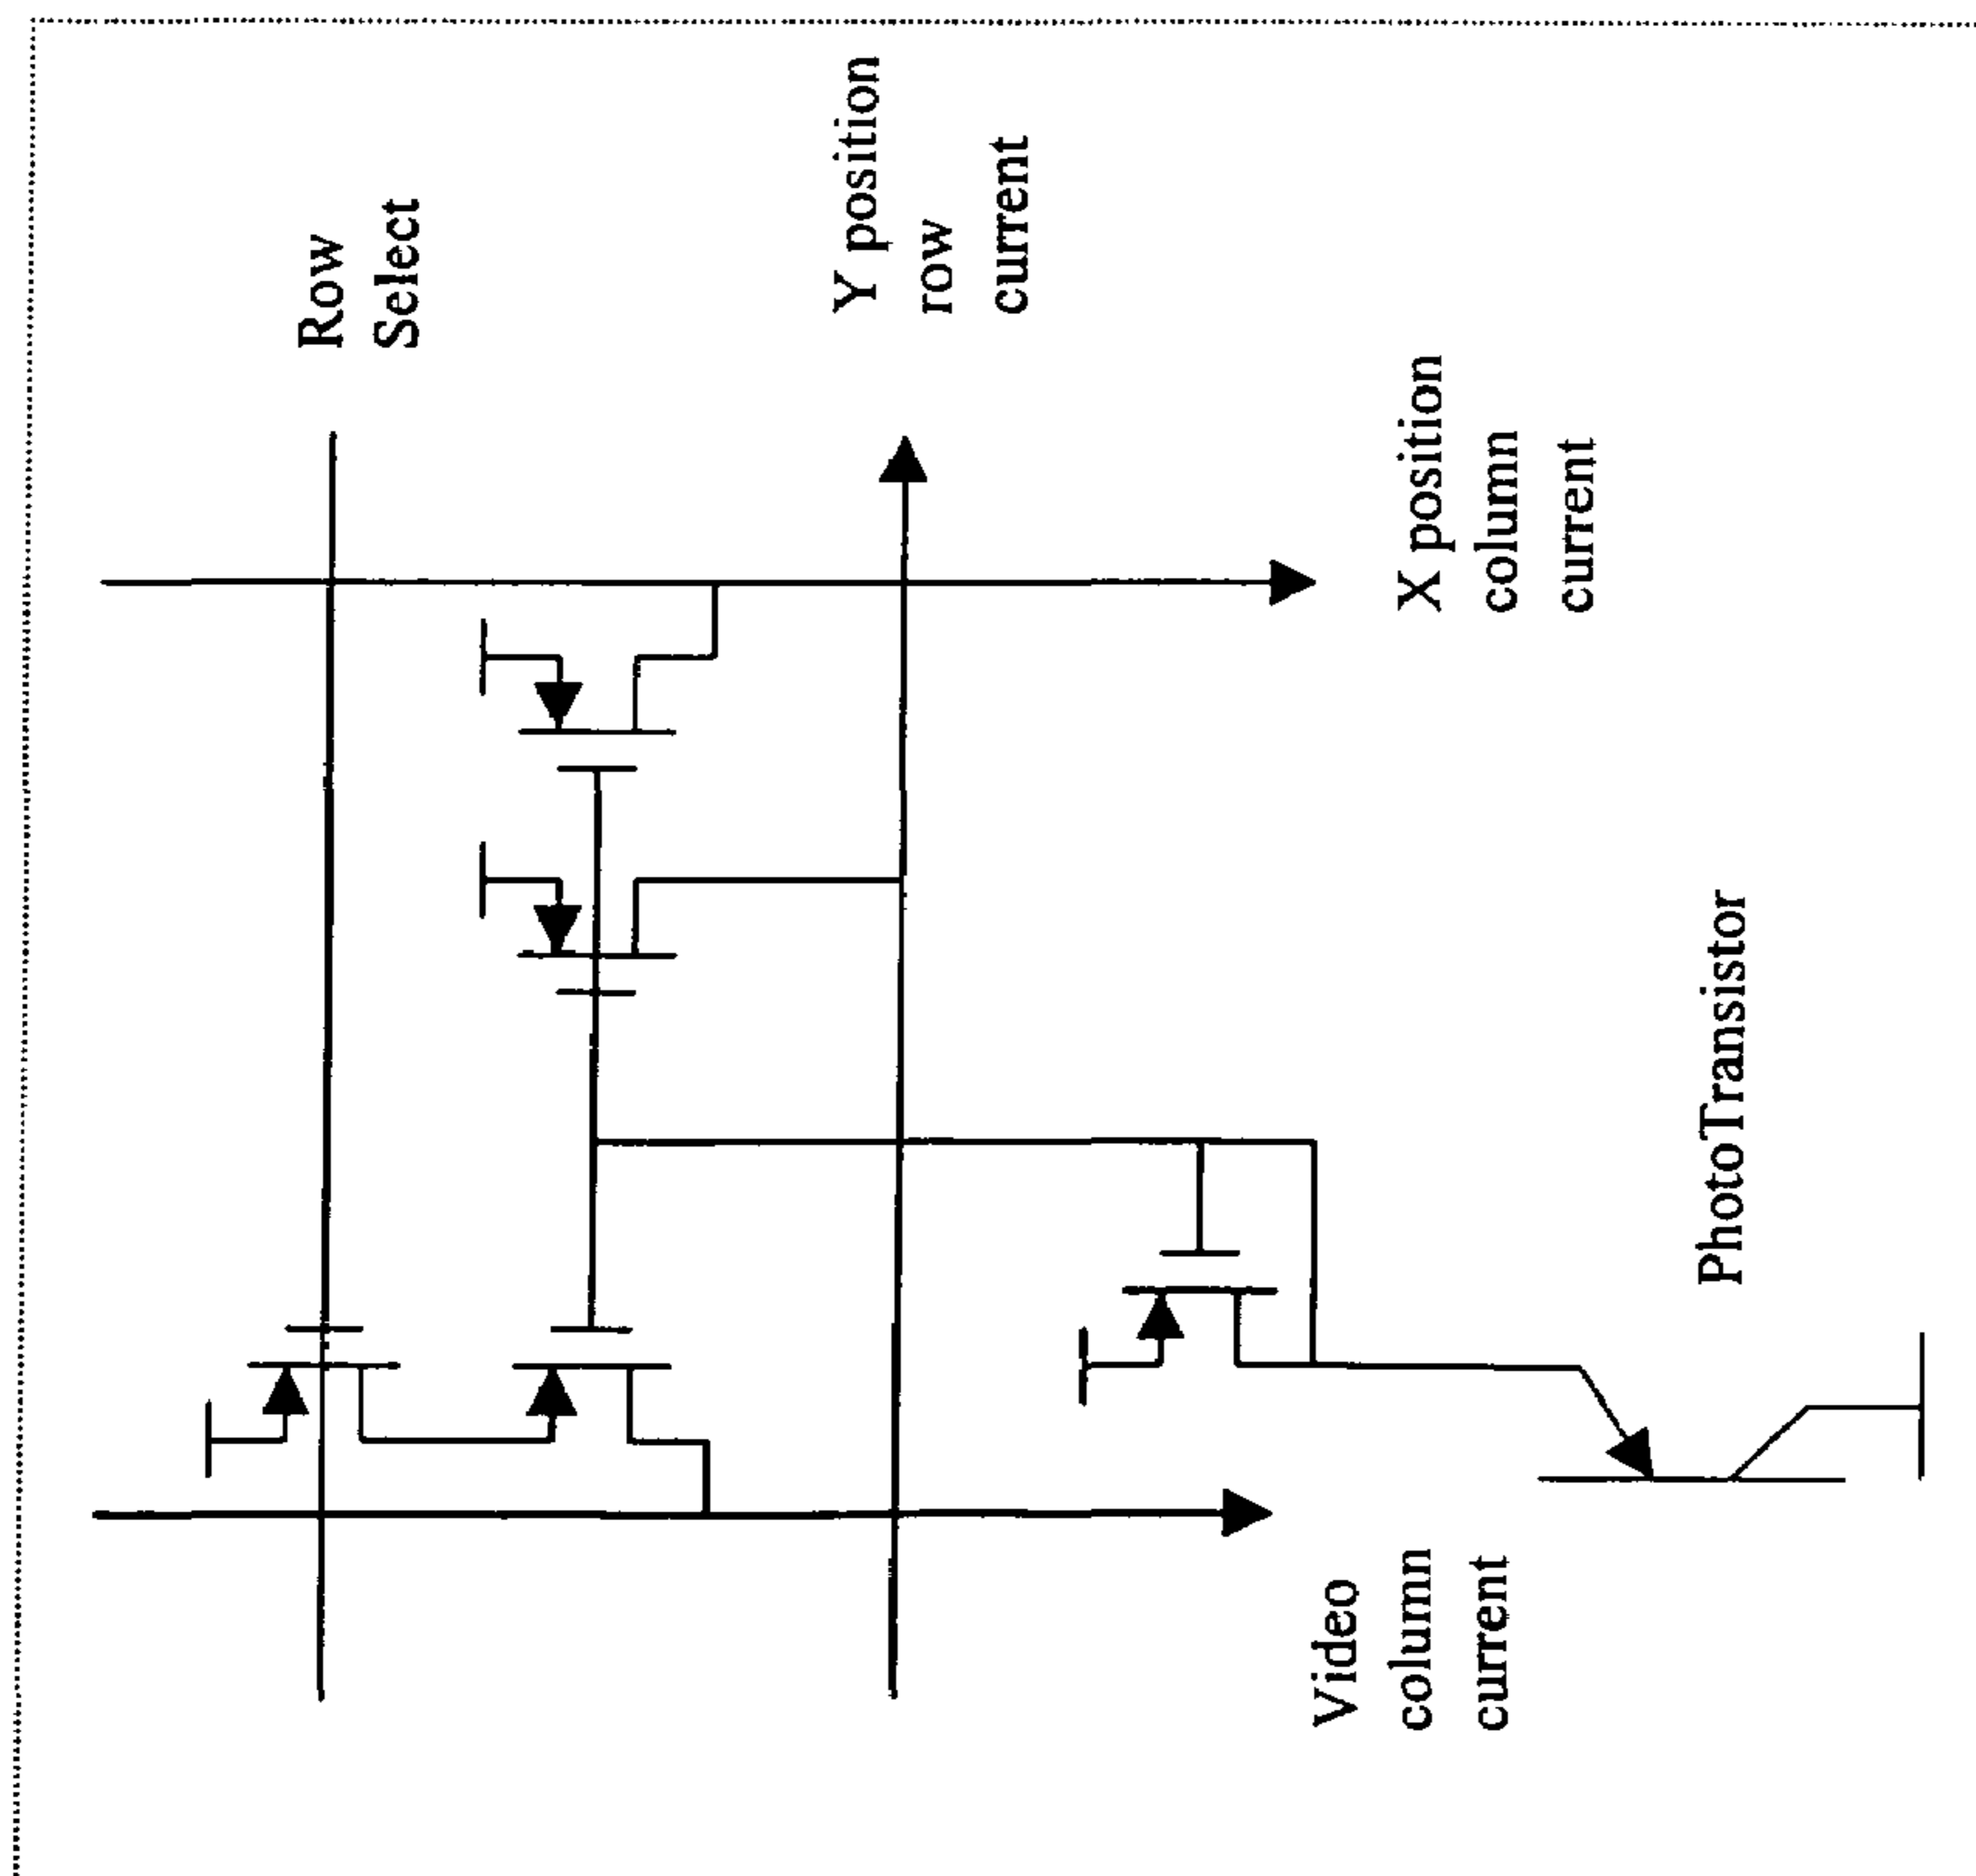 Row
Select
Y position
row
current
X position
column
current
PhotoTransistor
Video
column
current